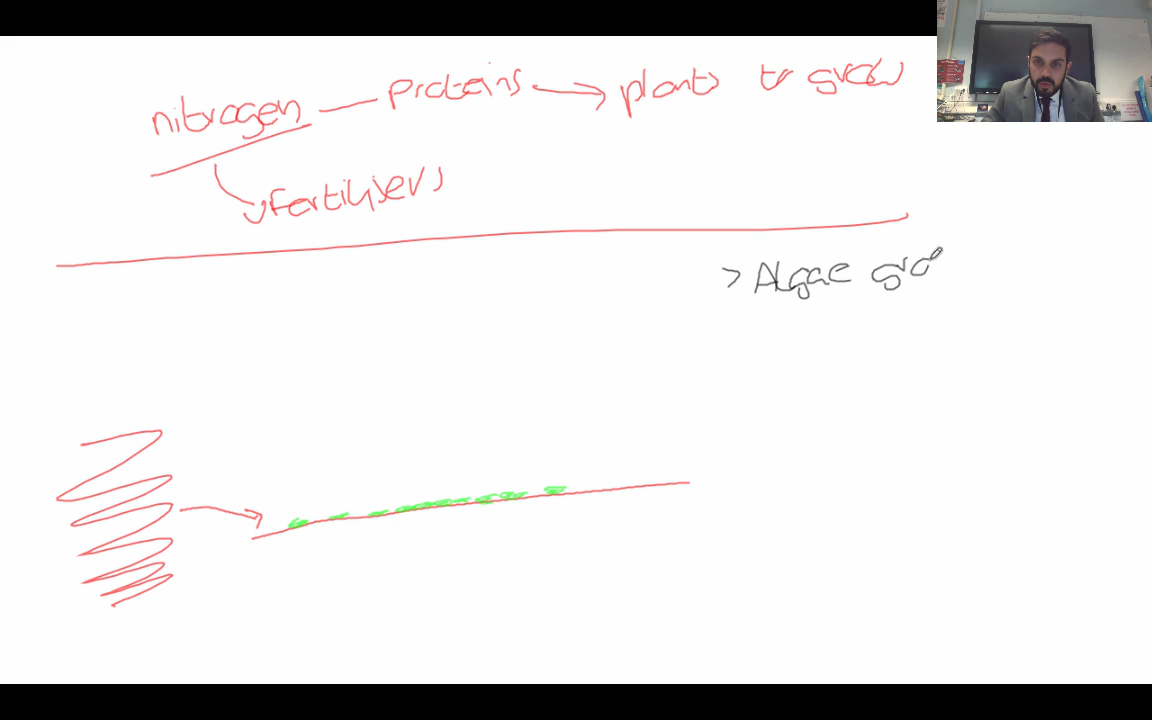 nitrogen — proteins → plants to grow
fertilisers
> Algae gro